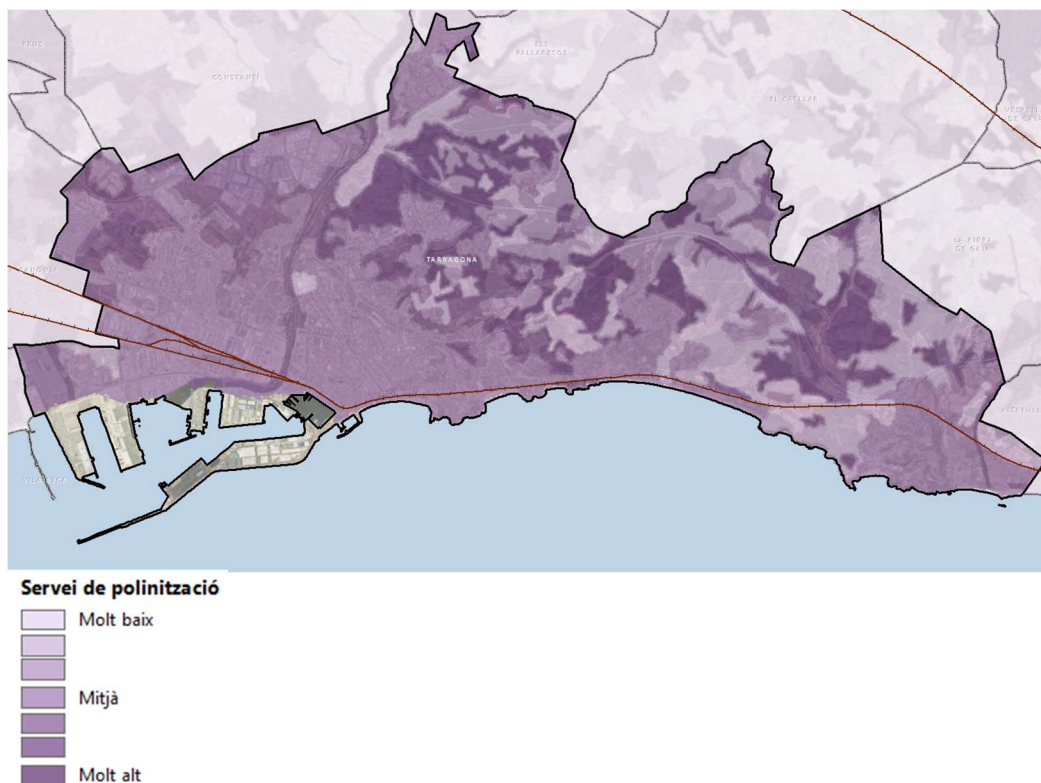 REUS
CONSTANTÍ
ELS
PALLARESOS
EL CATLLAR
TARRAGONA
LA RIERA
DE GAIÀ
VILA-SECA
Servei de polinització
Molt baix
Mitjà
Molt alt